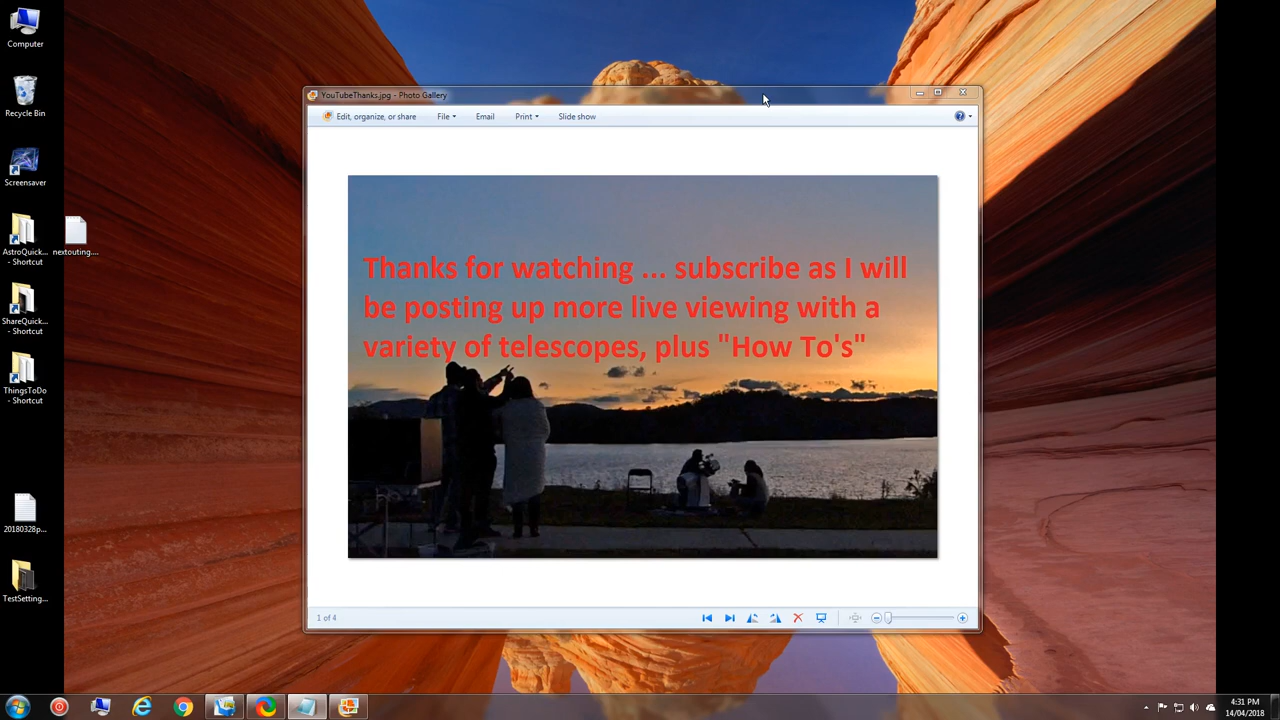 Computer
Recycle Bin
Screensaver
AstroQuick... - Shortcut
nextouting....
ShareQuick... - Shortcut
ThingsToDo - Shortcut
20180328p...
TestSetting...
YouTubeThanks.jpg - Photo Gallery
Edit, organize, or share
File
Email
Print
Slide show
Thanks for watching ... subscribe as I will
be posting up more live viewing with a
variety of telescopes, plus "How To's"
1 of 4
4:31 PM
14/04/2018